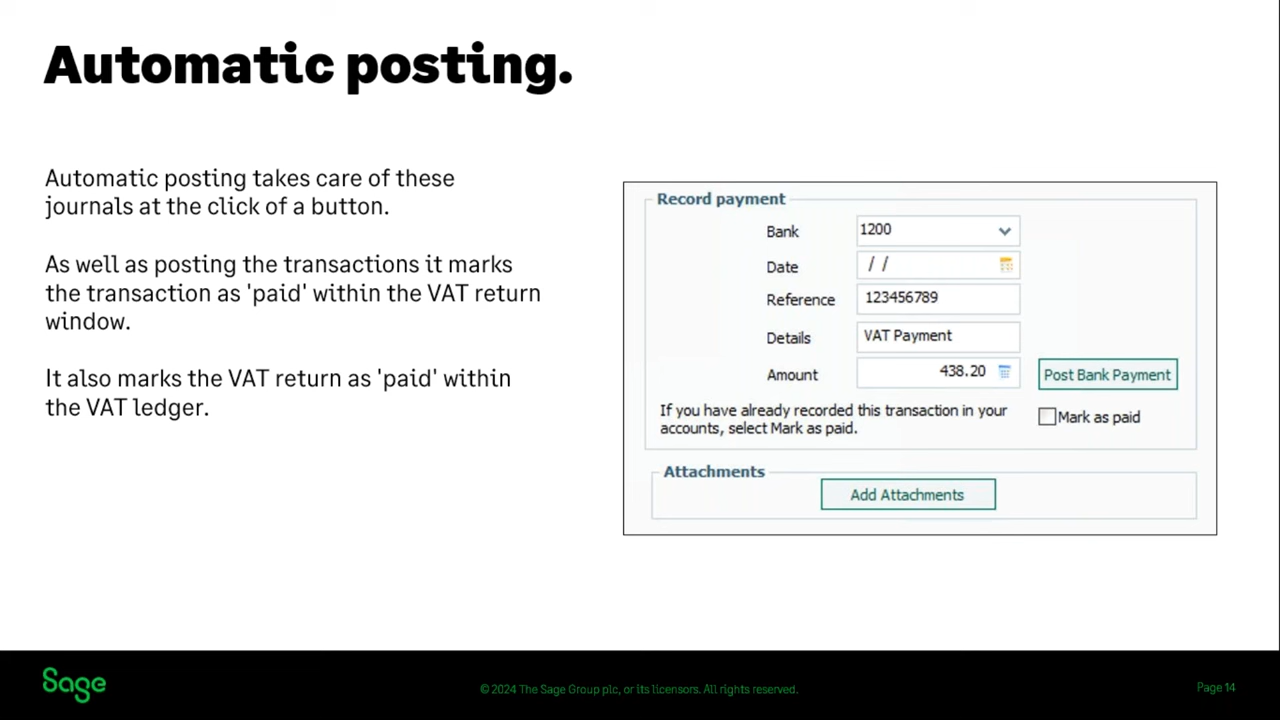 Automatic posting.
Automatic posting takes care of these
journals at the click of a button.
As well as posting the transactions it marks
the transaction as 'paid' within the VAT return
window.
It also marks the VAT return as 'paid' within
the VAT ledger.
Record payment
Bank 1200
Date / /
Reference 123456789
Details VAT Payment
Amount 438.20 Post Bank Payment
If you have already recorded this transaction in your
accounts, select Mark as paid.
Mark as paid
Attachments
Add Attachments
Sage
© 2024 The Sage Group plc, or its licensors. All rights reserved.
Page 14